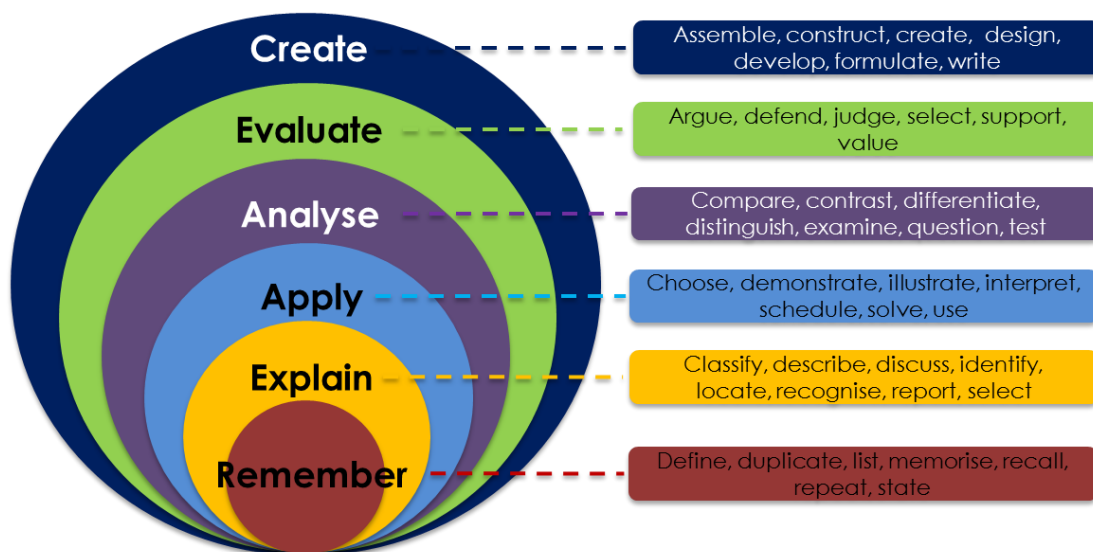 Create
Assemble, construct, create, design,
develop, formulate, write
Evaluate
Argue, defend, judge, select, support,
value
Analyse
Compare, contrast, differentiate,
distinguish, examine, question, test
Apply
Choose, demonstrate, illustrate, interpret,
schedule, solve, use
Explain
Classify, describe, discuss, identify,
locate, recognise, report, select
Remember
Define, duplicate, list, memorise, recall,
repeat, state